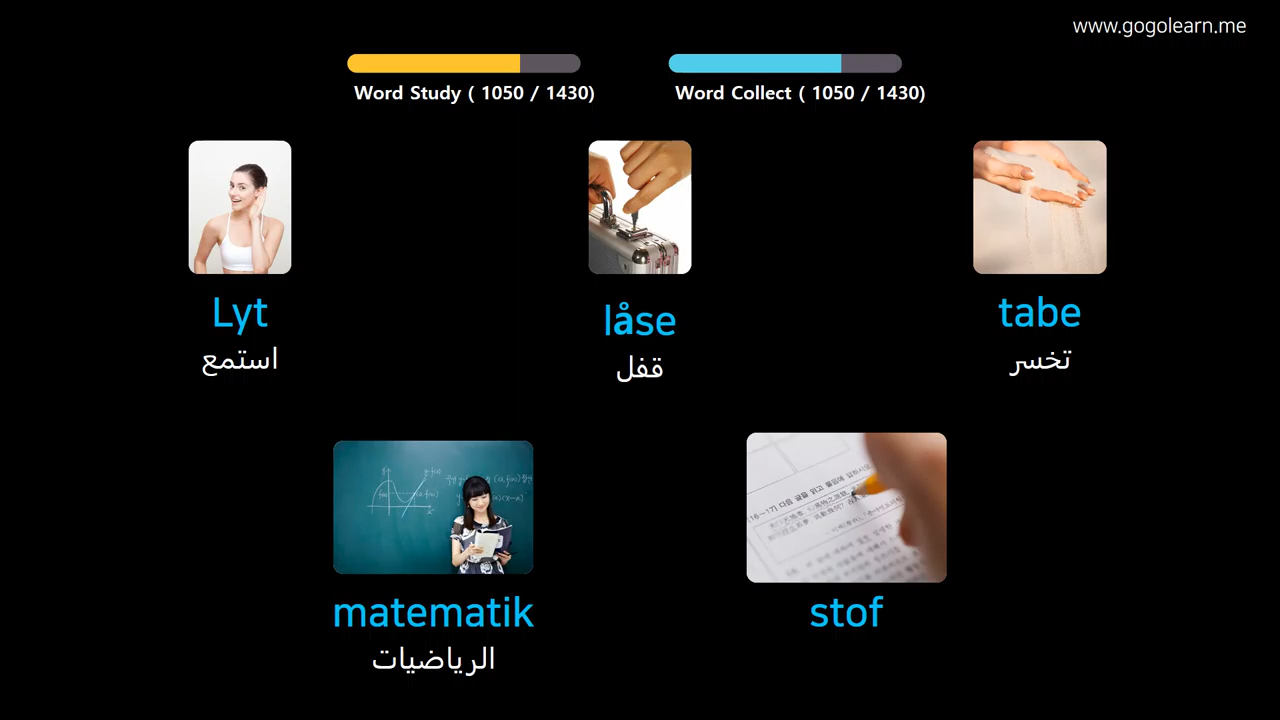 www.gogolearn.me
Word Study ( 1050 / 1430)
Word Collect ( 1050 / 1430)
Lyt
استمع
låse
قفل
tabe
تخسر
matematik
الرياضيات
stof